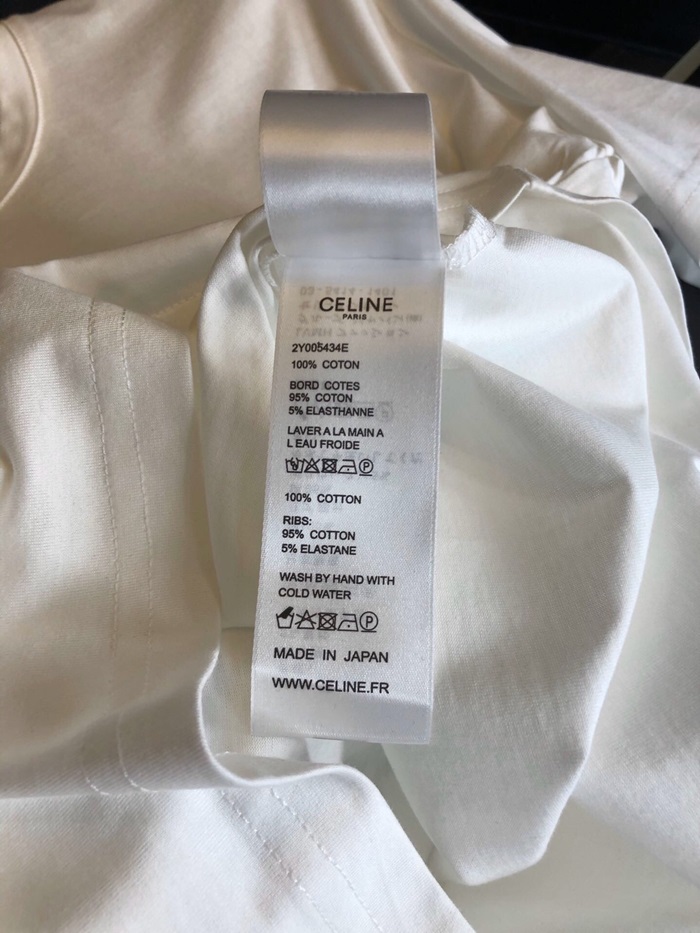 CELINE
PARIS
2Y005434E
100% COTON
BORD COTES
95% COTON
5% ELASTHANNE
LAVER A LA MAIN A
L EAU FROIDE
P
100% COTTON
RIBS:
95% COTTON
5% ELASTANE
WASH BY HAND WITH
COLD WATER
P
MADE IN JAPAN
WWW.CELINE.FR